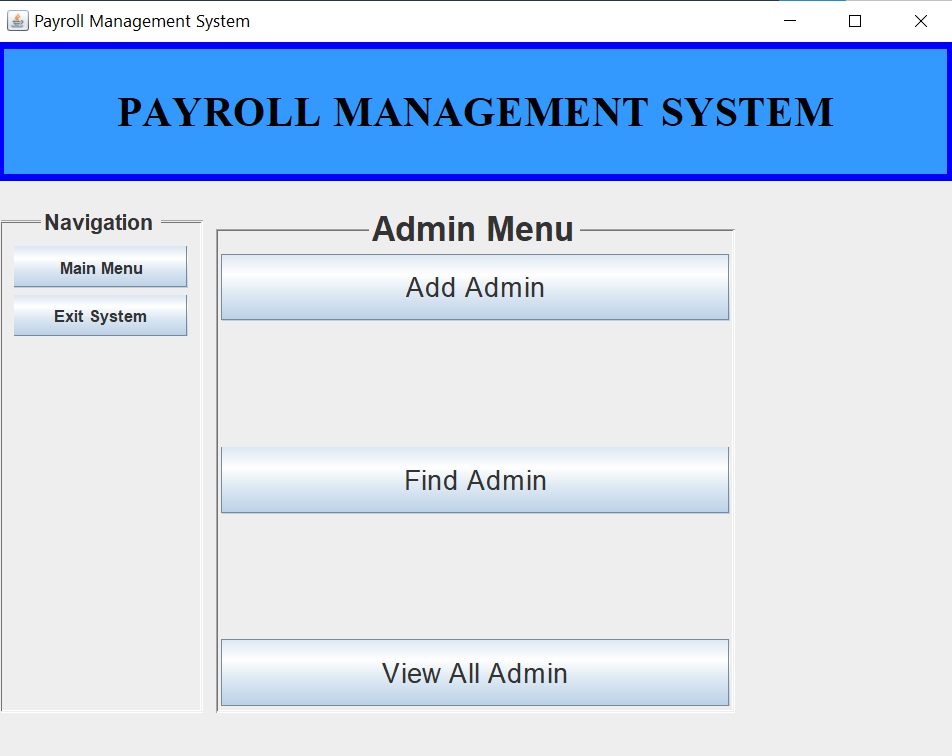 Payroll Management System
PAYROLL MANAGEMENT SYSTEM
Navigation
Main Menu
Exit System
Admin Menu
Add Admin
Find Admin
View All Admin